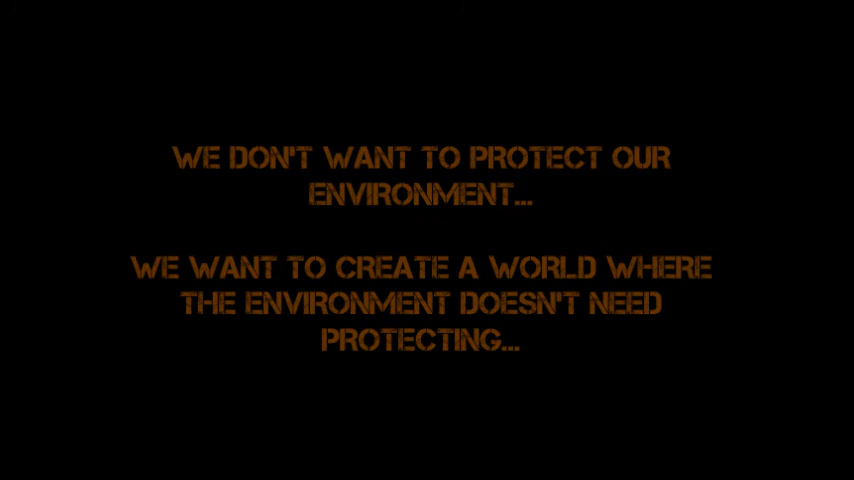 WE DON'T WANT TO PROTECT OUR
ENVIRONMENT...
WE WANT TO CREATE A WORLD WHERE
THE ENVIRONMENT DOESN'T NEED
PROTECTING...